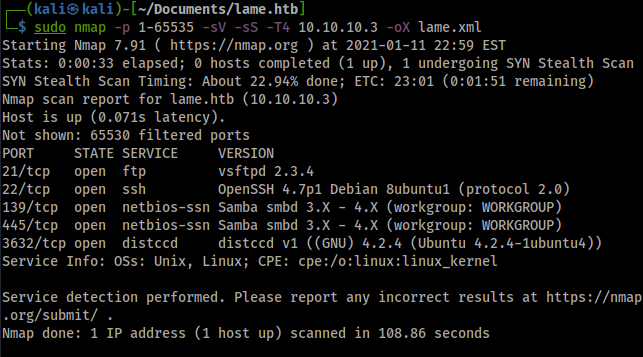 ┌──(kali㉿kali)-[~/Documents/lame.htb]
└─$ sudo nmap -p 1-65535 -sV -sS -T4 10.10.10.3 -oX lame.xml
Starting Nmap 7.91 ( https://nmap.org ) at 2021-01-11 22:59 EST
Stats: 0:00:33 elapsed; 0 hosts completed (1 up), 1 undergoing SYN Stealth Scan
SYN Stealth Scan Timing: About 22.94% done; ETC: 23:01 (0:01:51 remaining)
Nmap scan report for lame.htb (10.10.10.3)
Host is up (0.071s latency).
Not shown: 65530 filtered ports
PORT     STATE SERVICE     VERSION
21/tcp   open  ftp         vsftpd 2.3.4
22/tcp   open  ssh         OpenSSH 4.7p1 Debian 8ubuntu1 (protocol 2.0)
139/tcp  open  netbios-ssn Samba smbd 3.X - 4.X (workgroup: WORKGROUP)
445/tcp  open  netbios-ssn Samba smbd 3.X - 4.X (workgroup: WORKGROUP)
3632/tcp open  distccd     distccd v1 ((GNU) 4.2.4 (Ubuntu 4.2.4-1ubuntu4))
Service Info: OSs: Unix, Linux; CPE: cpe:/o:linux:linux_kernel

Service detection performed. Please report any incorrect results at https://nmap
.org/submit/ .
Nmap done: 1 IP address (1 host up) scanned in 108.86 seconds